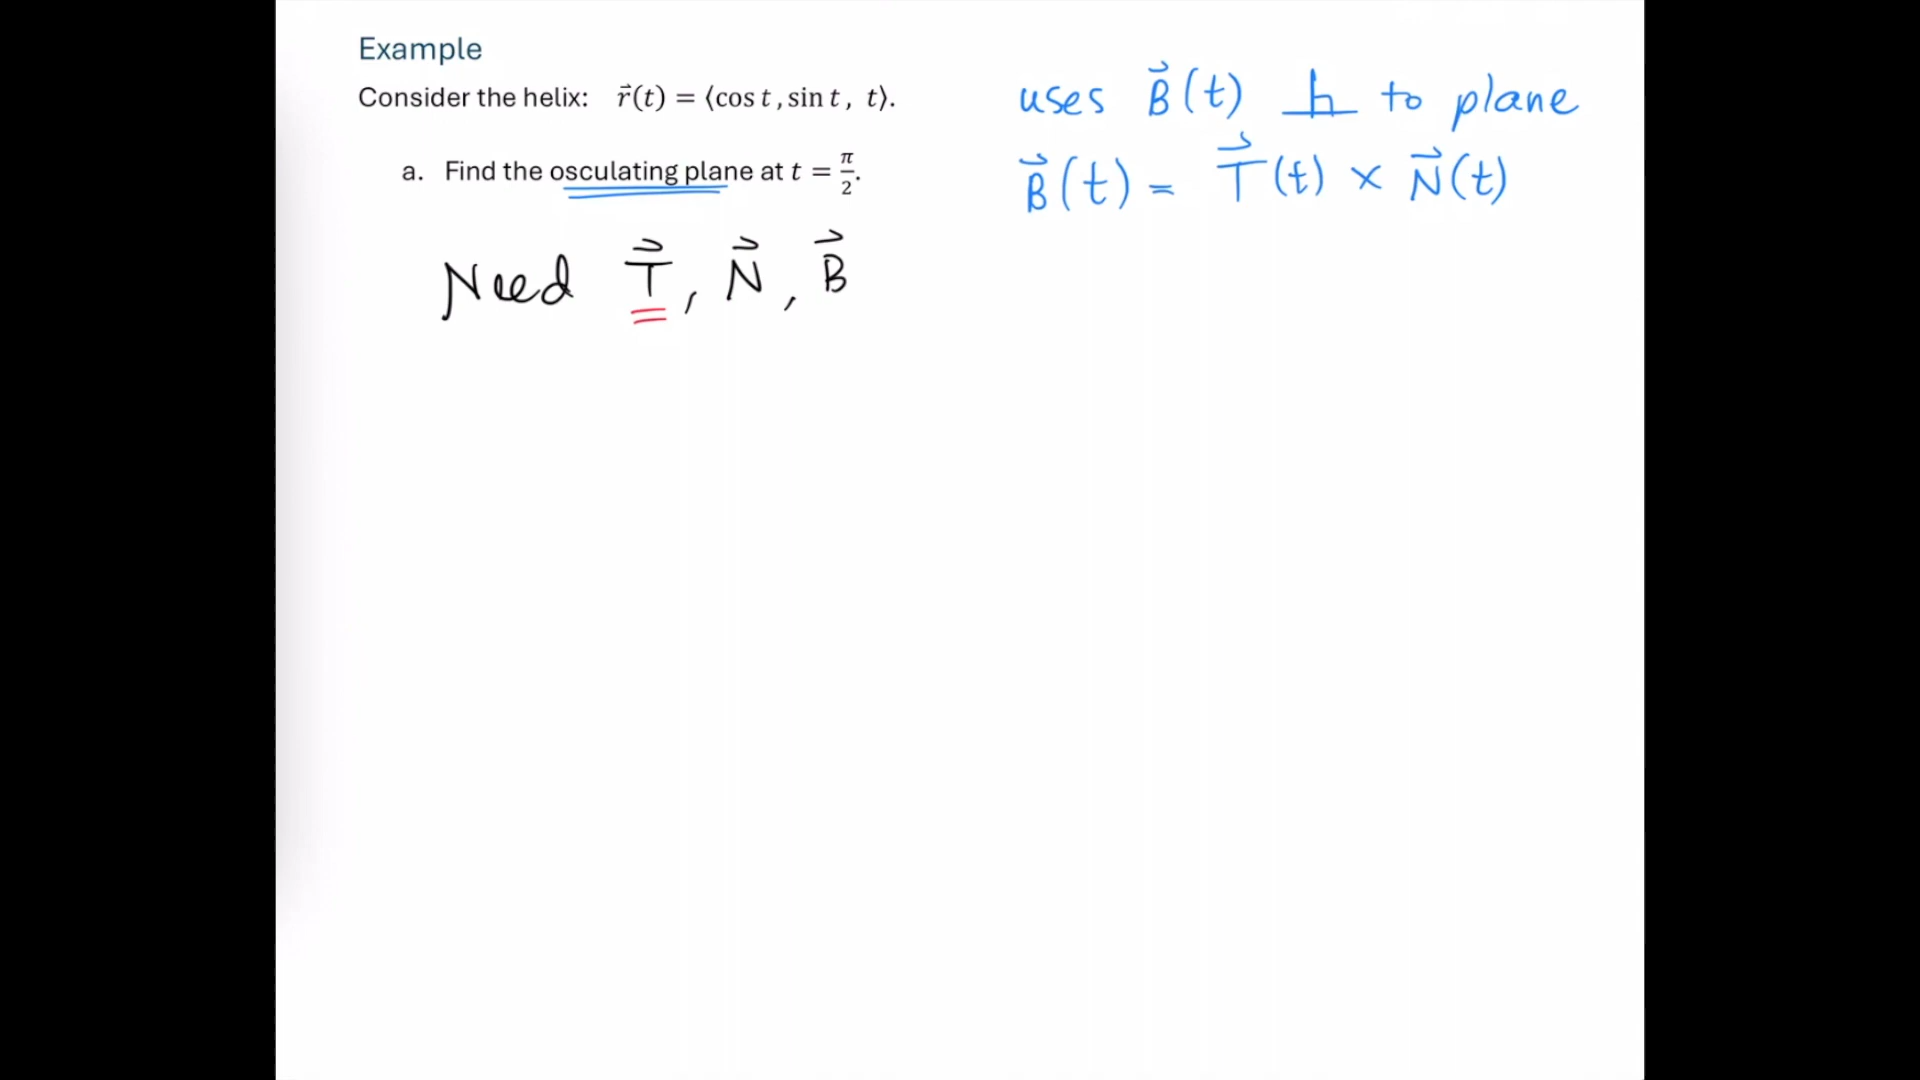 Example
Consider the helix: r⃗(t) = ⟨cos t , sin t , t⟩.
uses B⃗(t) ⊥ to plane
a. Find the osculating plane at t = π/2.
B⃗(t) = T⃗(t) × N⃗(t)
Need T⃗, N⃗, B⃗